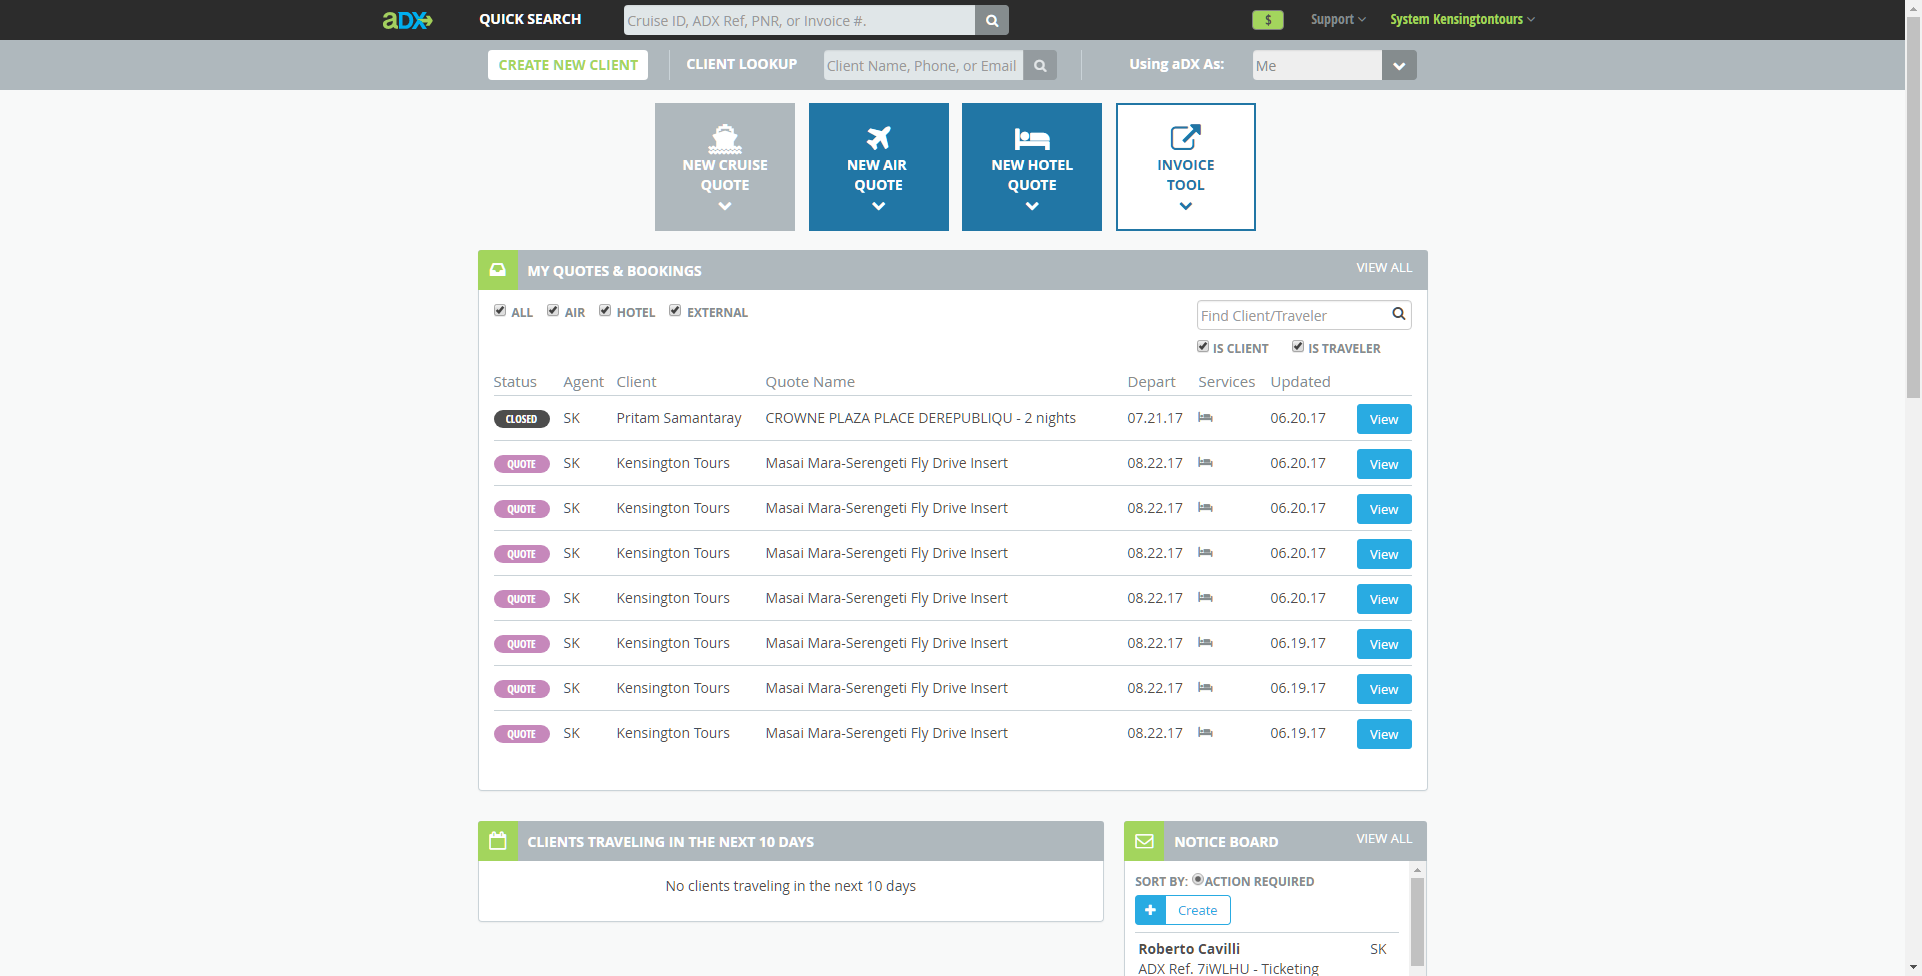 aDX
QUICK SEARCH
Cruise ID, ADX Ref, PNR, or Invoice #.
$
Support
System Kensingtontours
CREATE NEW CLIENT
CLIENT LOOKUP
Client Name, Phone, or Email
Using aDX As:
Me
NEW CRUISE
QUOTE
NEW AIR
QUOTE
NEW HOTEL
QUOTE
INVOICE
TOOL
MY QUOTES & BOOKINGS
VIEW ALL
ALL AIR HOTEL EXTERNAL
Find Client/Traveler
IS CLIENT IS TRAVELER
Status Agent Client Quote Name Depart Services Updated
CLOSED SK Pritam Samantaray CROWNE PLAZA PLACE DEREPUBLIQU - 2 nights 07.21.17 06.20.17 View
QUOTE SK Kensington Tours Masai Mara-Serengeti Fly Drive Insert 08.22.17 06.20.17 View
QUOTE SK Kensington Tours Masai Mara-Serengeti Fly Drive Insert 08.22.17 06.20.17 View
QUOTE SK Kensington Tours Masai Mara-Serengeti Fly Drive Insert 08.22.17 06.20.17 View
QUOTE SK Kensington Tours Masai Mara-Serengeti Fly Drive Insert 08.22.17 06.20.17 View
QUOTE SK Kensington Tours Masai Mara-Serengeti Fly Drive Insert 08.22.17 06.19.17 View
QUOTE SK Kensington Tours Masai Mara-Serengeti Fly Drive Insert 08.22.17 06.19.17 View
QUOTE SK Kensington Tours Masai Mara-Serengeti Fly Drive Insert 08.22.17 06.19.17 View
CLIENTS TRAVELING IN THE NEXT 10 DAYS
No clients traveling in the next 10 days
NOTICE BOARD
VIEW ALL
SORT BY: ACTION REQUIRED
Create
Roberto Cavilli SK
ADX Ref. 7iWLHU - Ticketing